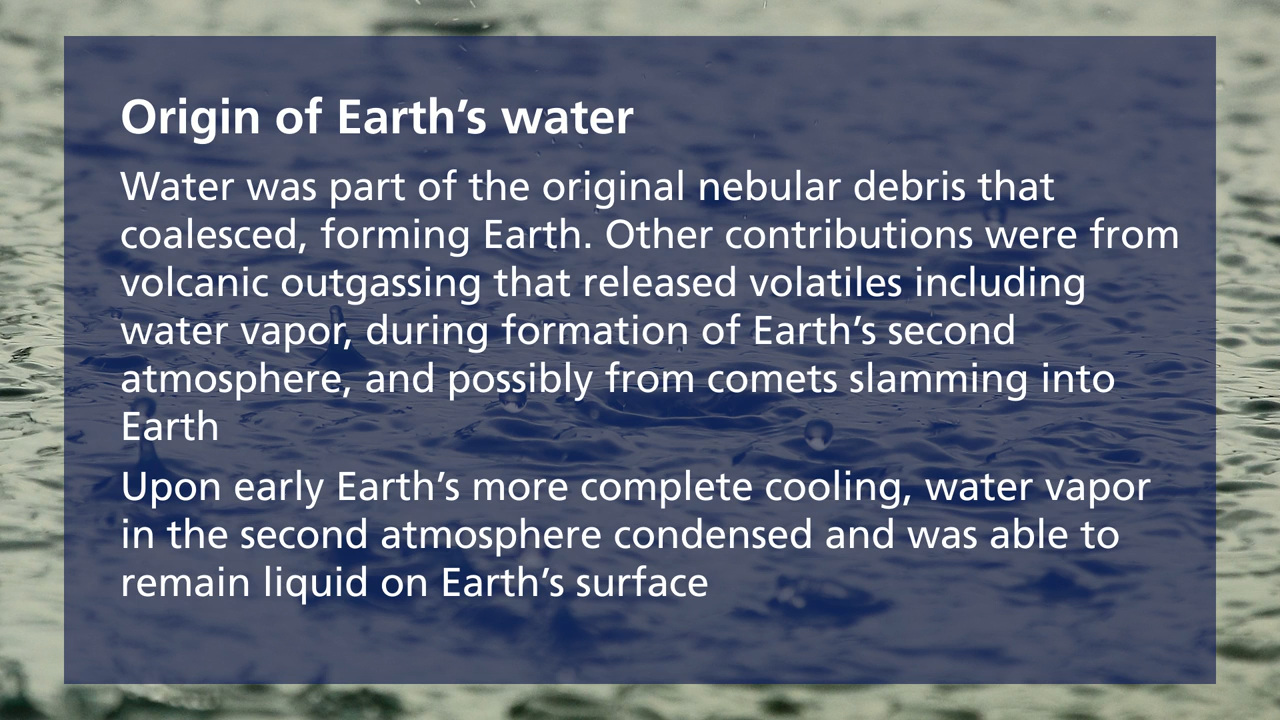 Origin of Earth’s water
Water was part of the original nebular debris that
coalesced, forming Earth. Other contributions were from
volcanic outgassing that released volatiles including
water vapor, during formation of Earth’s second
atmosphere, and possibly from comets slamming into
Earth
Upon early Earth’s more complete cooling, water vapor
in the second atmosphere condensed and was able to
remain liquid on Earth’s surface